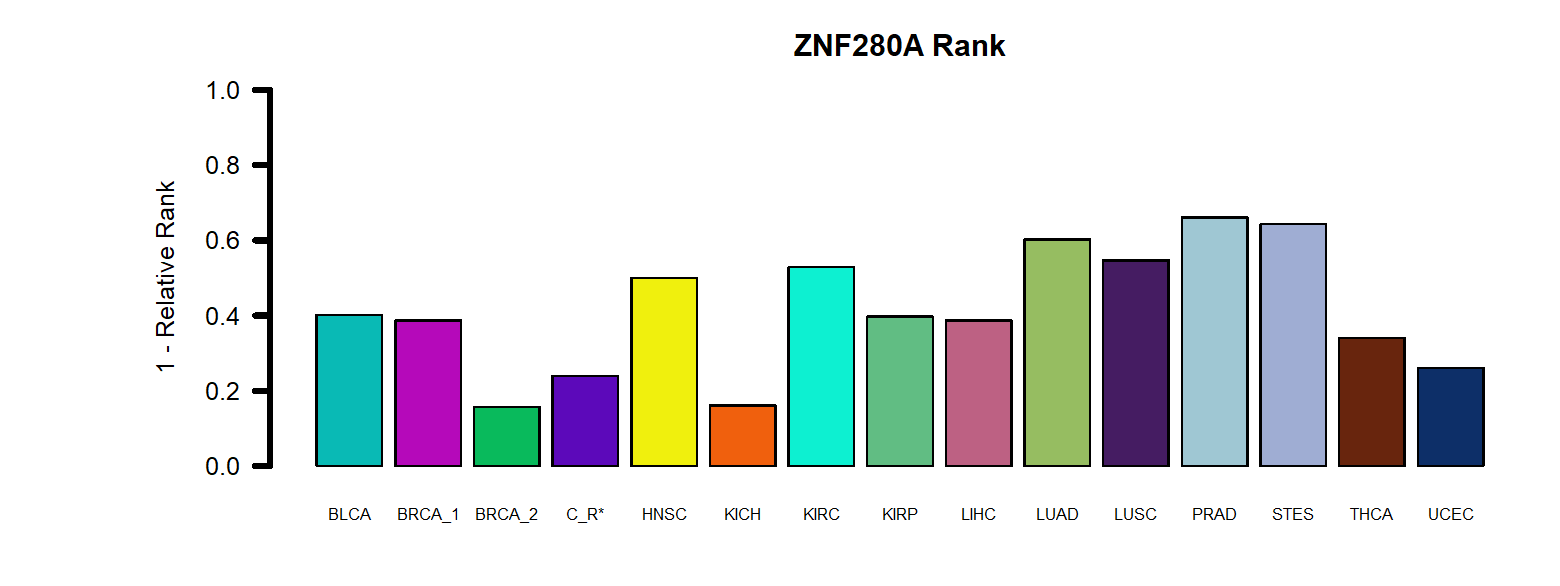 ZNF280A Rank
1 - Relative Rank
1.0
0.8
0.6
0.4
0.2
0.0
BLCA BRCA_1 BRCA_2 C_R* HNSC KICH KIRC KIRP LIHC LUAD LUSC PRAD STES THCA UCEC